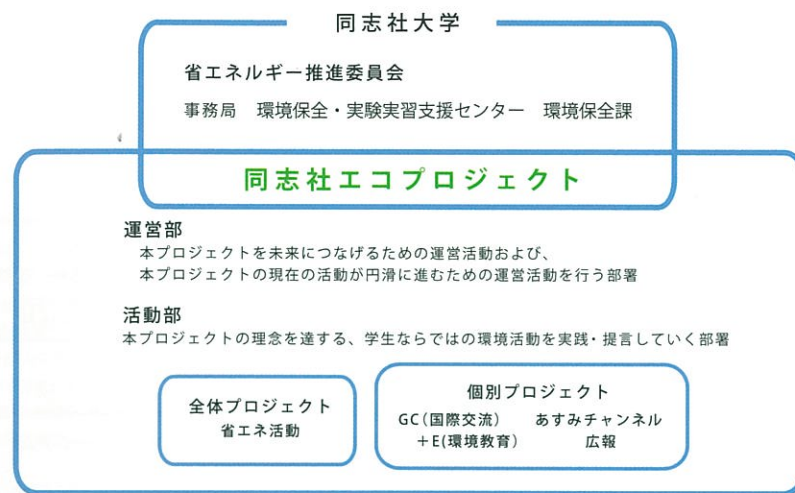 同志社大学
省エネルギー推進委員会
事務局 環境保全・実験実習支援センター 環境保全課
同志社エコプロジェクト
運営部
本プロジェクトを未来につなげるための運営活動および、
本プロジェクトの現在の活動が円滑に進むための運営活動を行う部署
活動部
本プロジェクトの理念を達する、学生ならではの環境活動を実践・提言していく部署
全体プロジェクト
省エネ活動
個別プロジェクト
GC(国際交流) あすみチャンネル
+E(環境教育) 広報